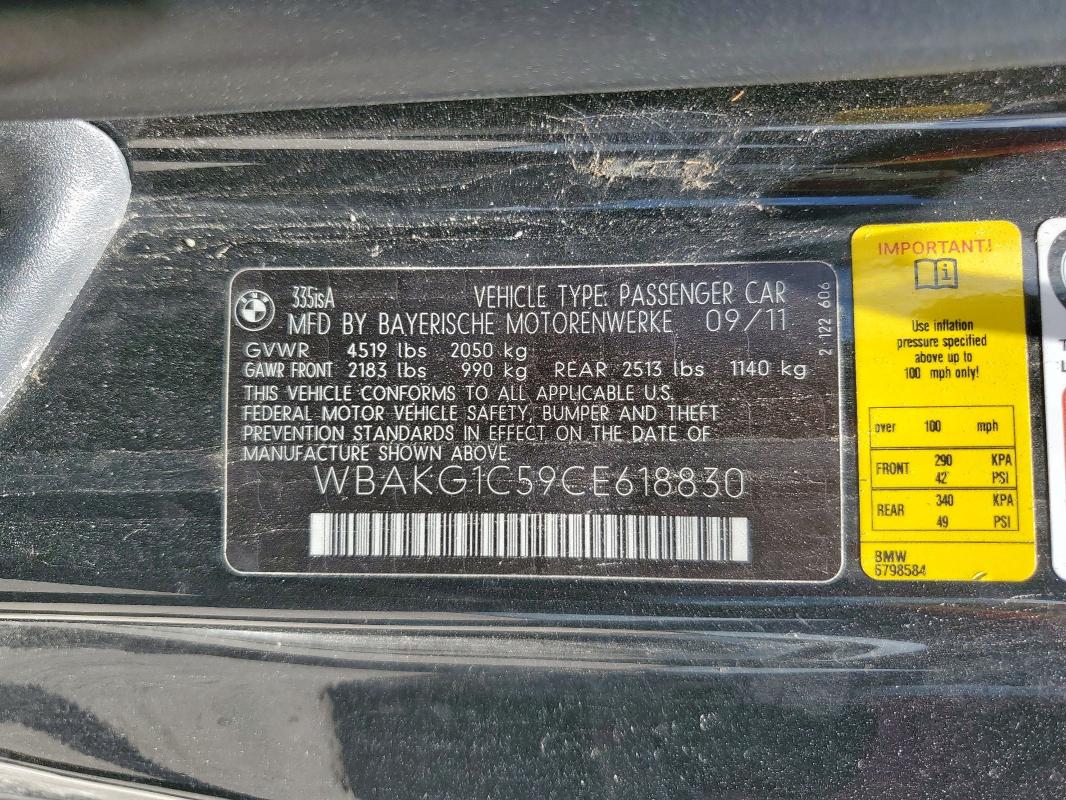 335isA
VEHICLE TYPE: PASSENGER CAR
MFD BY BAYERISCHE MOTORENWERKE 09/11
GVWR 4519 lbs 2050 kg
GAWR FRONT 2183 lbs 990 kg REAR 2513 lbs 1140 kg
THIS VEHICLE CONFORMS TO ALL APPLICABLE U.S.
FEDERAL MOTOR VEHICLE SAFETY, BUMPER AND THEFT
PREVENTION STANDARDS IN EFFECT ON THE DATE OF
MANUFACTURE SHOWN ABOVE.
WBAKG1C59CE618830
2 122 606
IMPORTANT!
Use inflation
pressure specified
above up to
100 mph only!
over 100 mph
FRONT 290 KPA
42 PSI
REAR 340 KPA
49 PSI
BMW
6798584